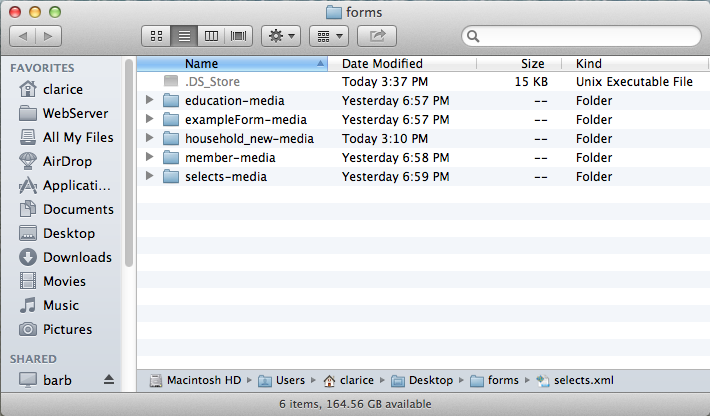 forms
Name Date Modified Size Kind
FAVORITES
clarice
WebServer
All My Files
AirDrop
Applicati...
Documents
Desktop
Downloads
Movies
Music
Pictures
SHARED
barb
.DS_Store Today 3:37 PM 15 KB Unix Executable File
education-media Yesterday 6:57 PM -- Folder
exampleForm-media Yesterday 6:57 PM -- Folder
household_new-media Today 3:10 PM -- Folder
member-media Yesterday 6:58 PM -- Folder
selects-media Yesterday 6:59 PM -- Folder
Macintosh HD Users clarice Desktop forms selects.xml
6 items, 164.56 GB available